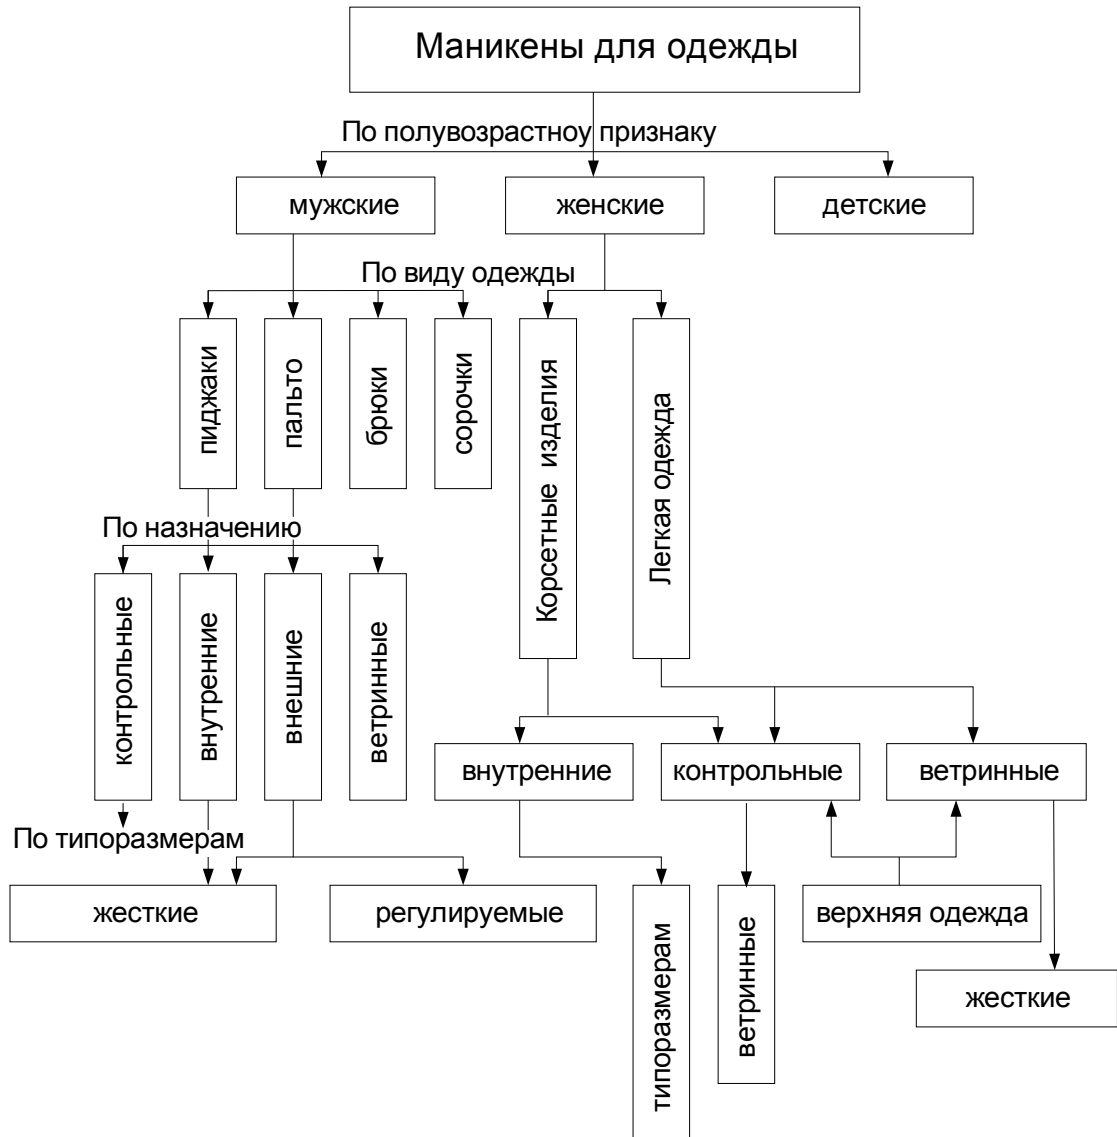 Маникены для одежды
По полувозрастноу признаку
мужские
женские
детские
По виду одежды
пиджаки
пальто
брюки
сорочки
Корсетные изделия
Легкая одежда
По назначению
контрольные
внутренние
внешние
ветринные
внутренние
контрольные
ветринные
По типоразмерам
жесткие
регулируемые
типоразмерам
ветринные
верхняя одежда
жесткие